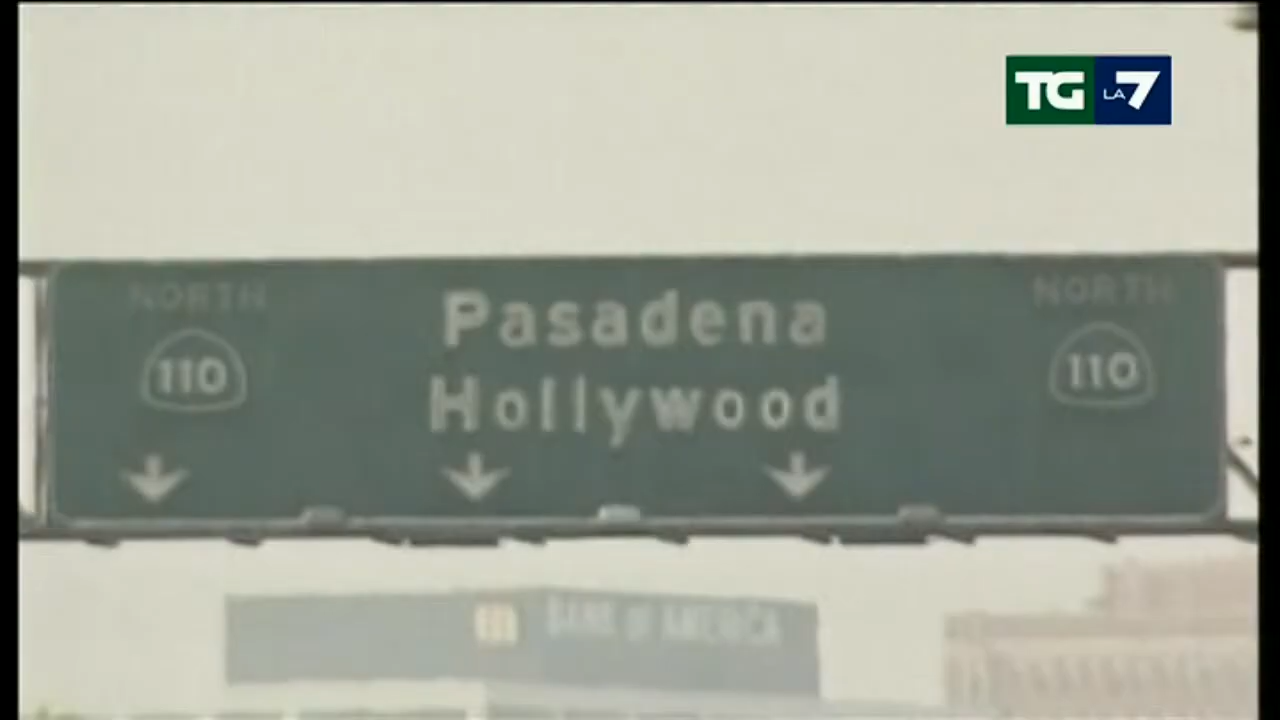 TG LA7
NORTH
110
Pasadena
Hollywood
NORTH
110
BANK of AMERICA